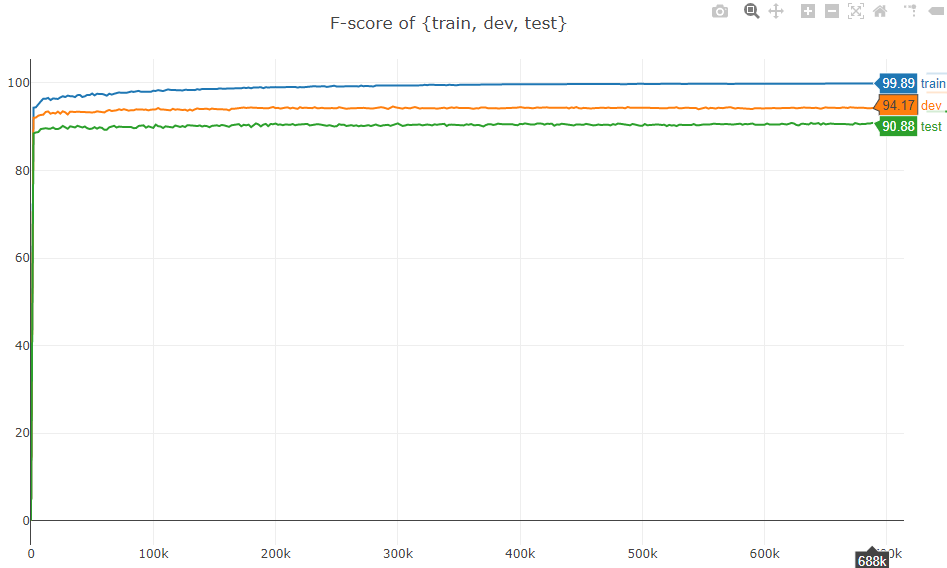 F-score of {train, dev, test}
100
80
60
40
20
0
99.89 train
94.17 dev
90.88 test
0 100k 200k 300k 400k 500k 600k
688k